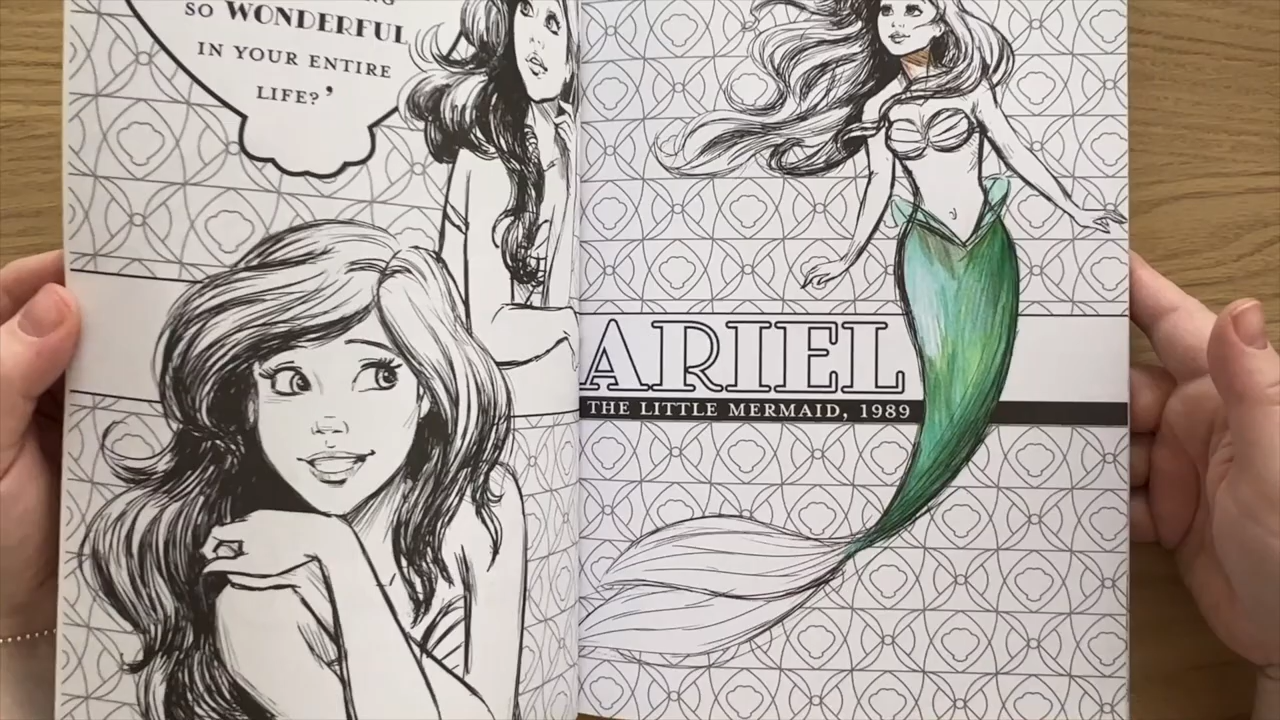 SO WONDERFUL
IN YOUR ENTIRE
LIFE?'
ARIEL
THE LITTLE MERMAID, 1989